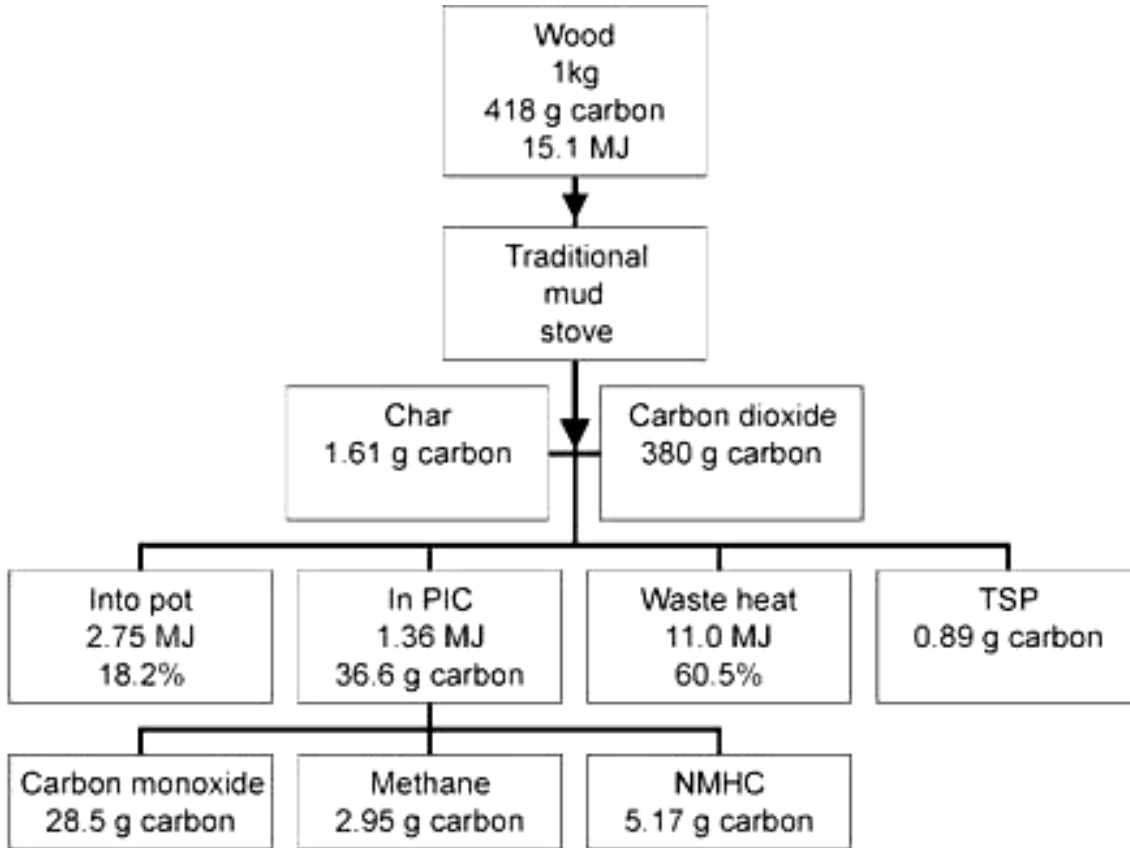 Wood
1kg
418 g carbon
15.1 MJ
Traditional
mud
stove
Char
1.61 g carbon
Carbon dioxide
380 g carbon
Into pot
2.75 MJ
18.2%
In PIC
1.36 MJ
36.6 g carbon
Waste heat
11.0 MJ
60.5%
TSP
0.89 g carbon
Carbon monoxide
28.5 g carbon
Methane
2.95 g carbon
NMHC
5.17 g carbon